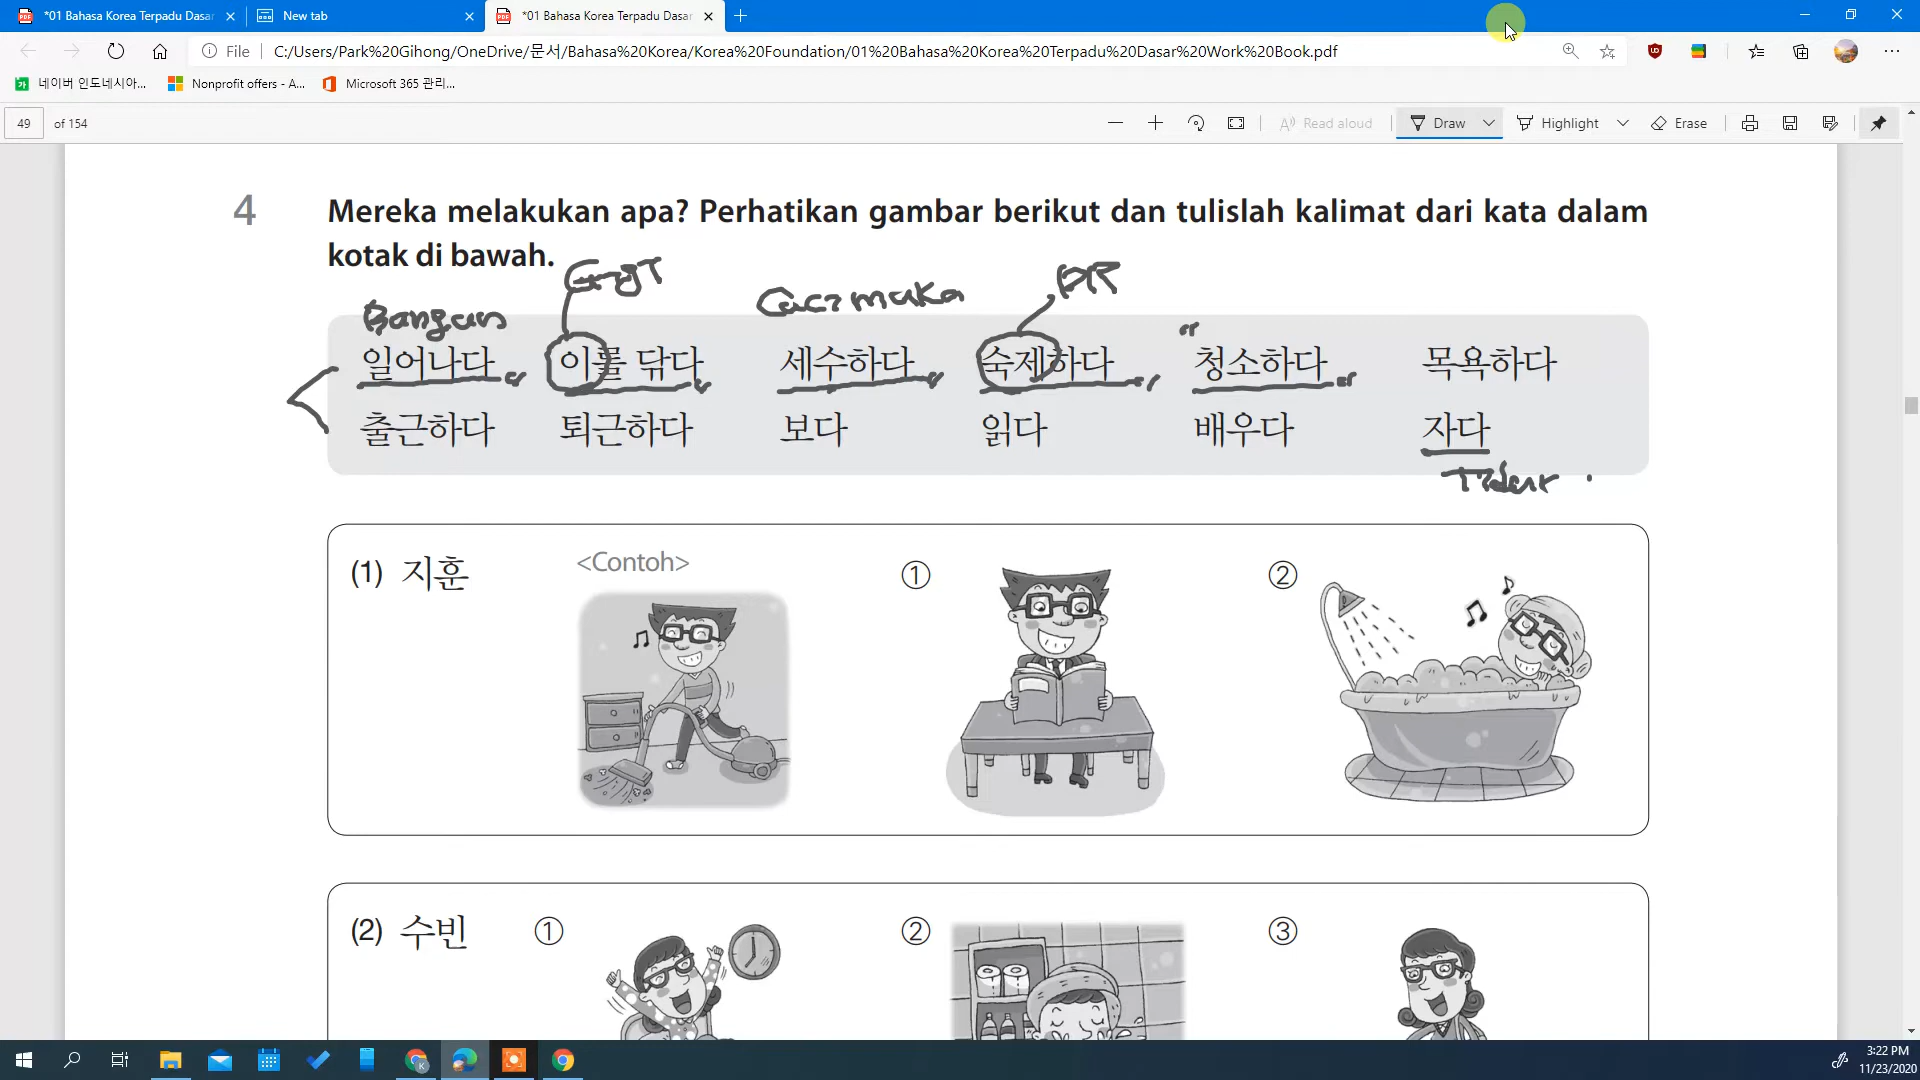 *01 Bahasa Korea Terpadu Dasar
New tab
*01 Bahasa Korea Terpadu Dasar
File
C:/Users/Park%20Gihong/OneDrive/문서/Bahasa%20Korea/Korea%20Foundation/01%20Bahasa%20Korea%20Terpadu%20Dasar%20Work%20Book.pdf
네이버 인도네시아...
Nonprofit offers - A...
Microsoft 365 관리...
49 of 154
Read aloud
Draw
Highlight
Erase
4 Mereka melakukan apa? Perhatikan gambar berikut dan tulislah kalimat dari kata dalam
kotak di bawah.
Gigi
PR
Bangun
Cuci muka
일어나다 이를 닦다 세수하다 숙제하다 청소하다 목욕하다
출근하다 퇴근하다 보다 읽다 배우다 자다
Tidur
(1) 지훈 <Contoh> ① ②
(2) 수빈 ① ② ③
3:22 PM
11/23/2020